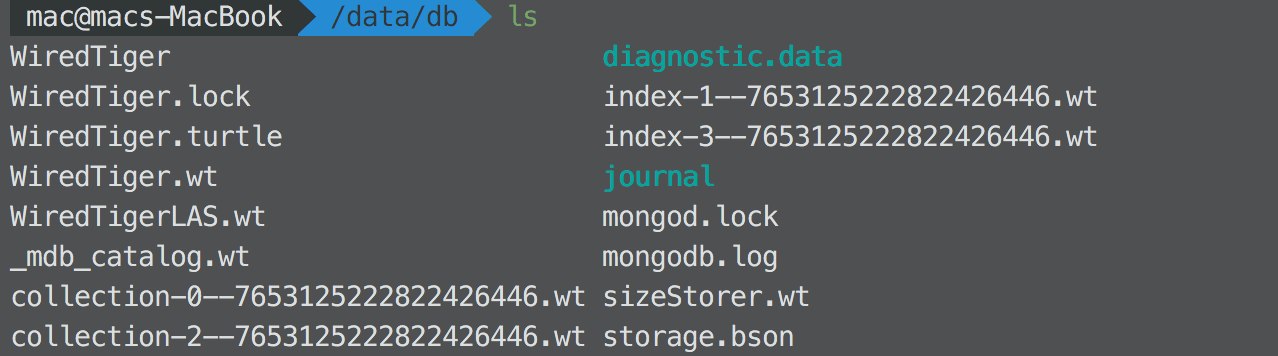 mac@macs-MacBook /data/db ls
WiredTiger diagnostic.data
WiredTiger.lock index-1--7653125222822426446.wt
WiredTiger.turtle index-3--7653125222822426446.wt
WiredTiger.wt journal
WiredTigerLAS.wt mongod.lock
_mdb_catalog.wt mongodb.log
collection-0--7653125222822426446.wt sizeStorer.wt
collection-2--7653125222822426446.wt storage.bson